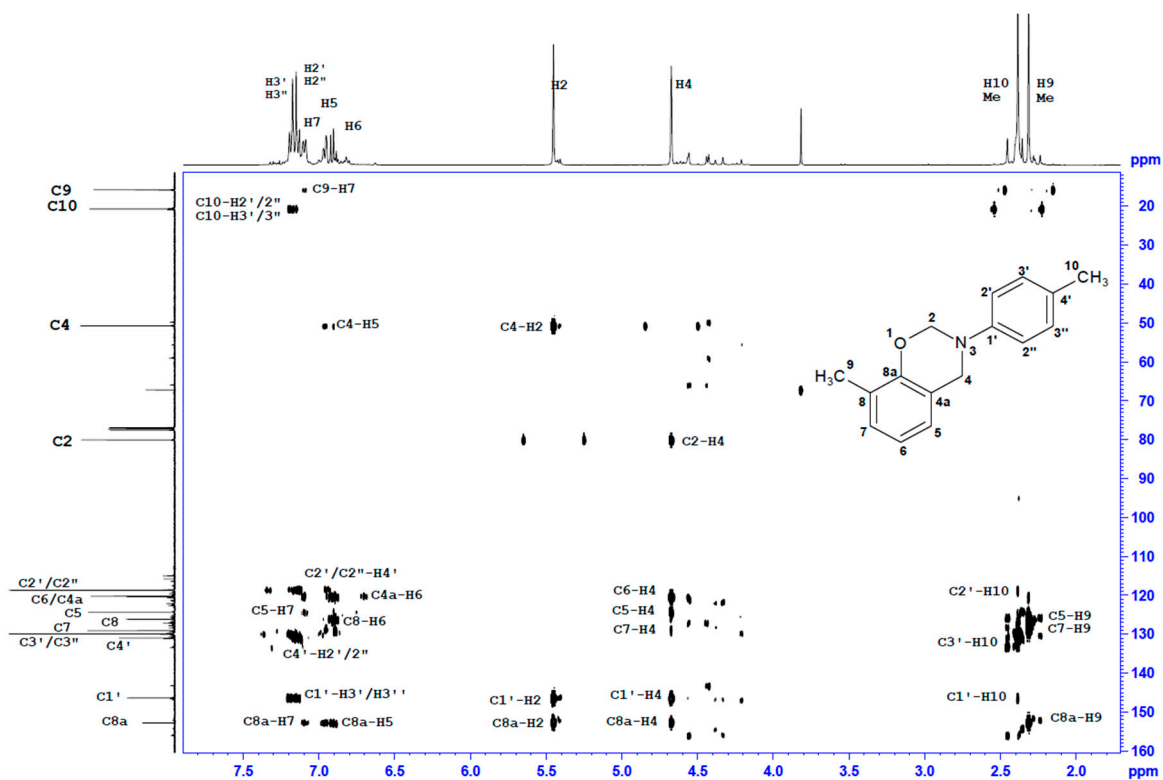 H3'
H3"
H2'
H2"
H7
H5
H6
H2
H4
H10
Me
H9
Me
ppm
C9
C10
C4
C2
C2'/C2"
C6/C4a
C5
C8
C7
C3'/C3"
C4'
C1'
C8a
C9-H7
C10-H2'/2"
C10-H3'/3"
C4-H5
C4-H2
C2-H4
C2'/C2"-H4'
C4a-H6
C5-H7
C8-H6
C4'-H2'/2"
C1'-H3'/H3''
C8a-H7
C8a-H5
C6-H4
C5-H4
C7-H4
C1'-H2
C1'-H4
C8a-H2
C8a-H4
C2'-H10
C5-H9
C7-H9
C3'-H10
C1'-H10
C8a-H9
3'
10
CH3
2'
4'
2
3"
1
1'
O
N
3
2"
9
8a
4
H3C
8
4a
7
5
6
20
30
40
50
60
70
80
90
100
110
120
130
140
150
160
7.5
7.0
6.5
6.0
5.5
5.0
4.5
4.0
3.5
3.0
2.5
2.0
ppm